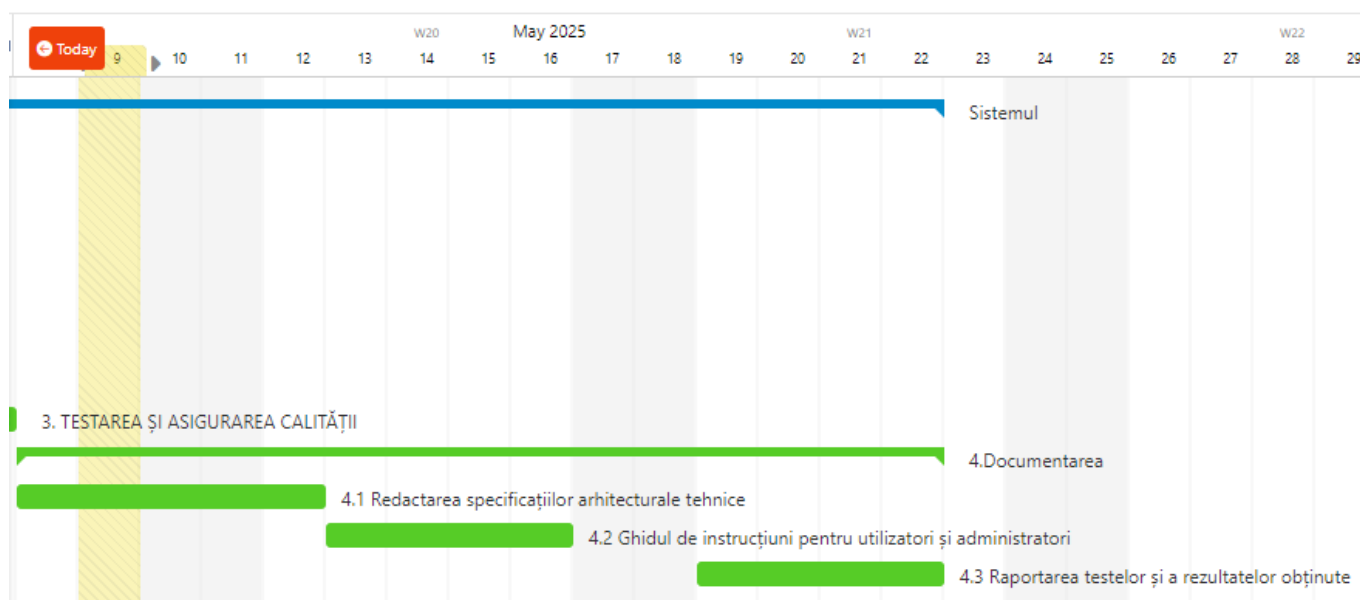 W20 May 2025 W21 W22
Today 9 10 11 12 13 14 15 16 17 18 19 20 21 22 23 24 25 26 27 28 29
Sistemul
3. TESTAREA ȘI ASIGURAREA CALITĂȚII
4.Documentarea
4.1 Redactarea specificațiilor arhitecturale tehnice
4.2 Ghidul de instrucțiuni pentru utilizatori și administratori
4.3 Raportarea testelor și a rezultatelor obținute